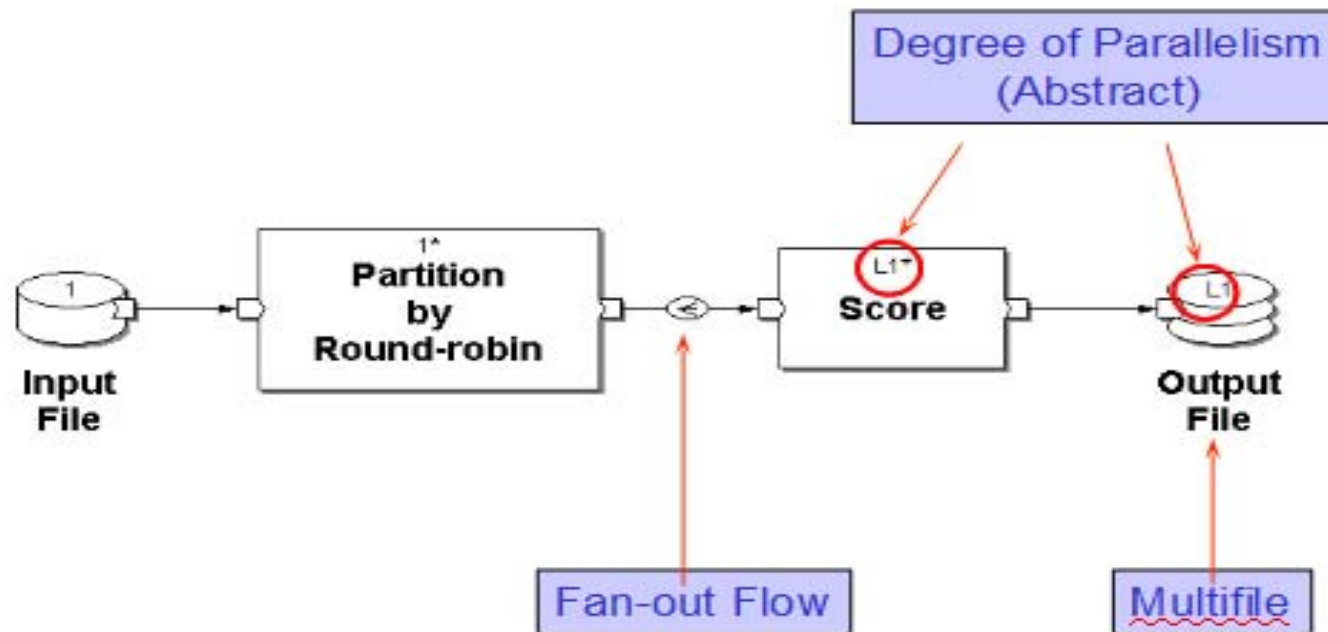 Degree of Parallelism
(Abstract)
1
Input
File
1*
Partition
by
Round-robin
<
L1*
Score
L1
Output
File
Fan-out Flow
Multifile